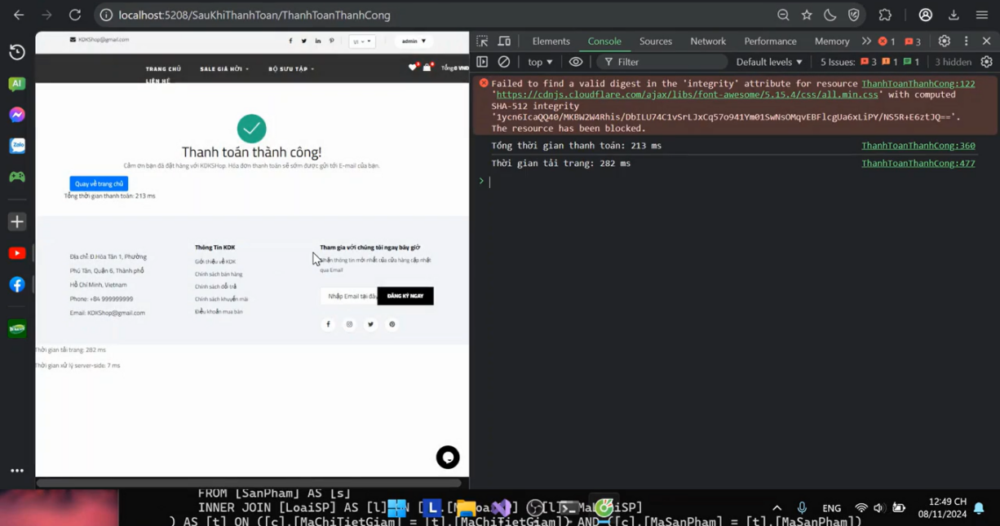 localhost:5208/SauKhiThanhToan/ThanhToanThanhCong
KDKShop@gmail.com
VI
admin
TRANG CHỦ
SALE GIÁ HỜI
BỘ SƯU TẬP
Tổng:0 VND
LIÊN HỆ
Thanh toán thành công!
Cảm ơn bạn đã đặt hàng với KDKShop. Hóa đơn thanh toán sẽ sớm được gửi tới E-mail của bạn.
Quay về trang chủ
Tổng thời gian thanh toán: 213 ms
Địa chỉ: Đ.Hòa Tân 1, Phường
Phú Tân, Quận 6, Thành phố
Hồ Chí Minh, Vietnam
Phone: +84 999999999
Email: KDKShop@gmail.com
Thông Tin KDK
Giới thiệu về KDK
Chính sách bán hàng
Chính sách đổi trả
Chính sách khuyến mãi
Điều khoản mua bán
Tham gia với chúng tôi ngay bây giờ
Nhận thông tin mới nhất của cửa hàng cập nhật
qua Email
Nhập Email tại đây
ĐĂNG KÝ NGAY
Thời gian tải trang: 282 ms
Thời gian xử lý server-side: 7 ms
Elements
Console
Sources
Network
Performance
Memory
1
3
top
Filter
Default levels
5 Issues:
3
1
1
3 hidden
Failed to find a valid digest in the 'integrity' attribute for resource ThanhToanThanhCong:122
'https://cdnjs.cloudflare.com/ajax/libs/font-awesome/5.15.4/css/all.min.css' with computed
SHA-512 integrity
'1ycn6IcaQQ40/MKBW2W4Rhis/DbILU74C1vSrLJxCq57o941Ym01SwNsOMqvEBFlcgUa6xLiPY/NS5R+E6ztJQ=='.
The resource has been blocked.
Tổng thời gian thanh toán: 213 ms ThanhToanThanhCong:360
Thời gian tải trang: 282 ms ThanhToanThanhCong:477
AI
Zalo
FROM [SanPham] AS [s]
INNER JOIN [LoaiSP] AS [l]
) AS [t] ON ([c].[MaChiTietGiam] = [t].[MaChiTietGiam]) AND ([c].[MaSanPham] = [t].[MaSanPham])
ENG
12:49 CH
08/11/2024